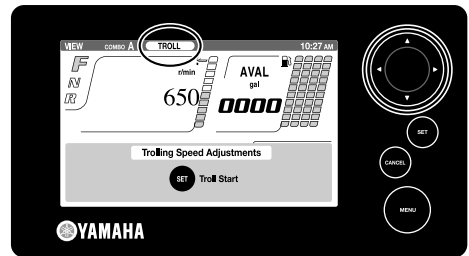 VIEW COMBO A TROLL 10:27 AM
F
N
R
r/min
650
AVAL
gal
0000
Trolling Speed Adjustments
SET Troll Start
SET
CANCEL
MENU
YAMAHA